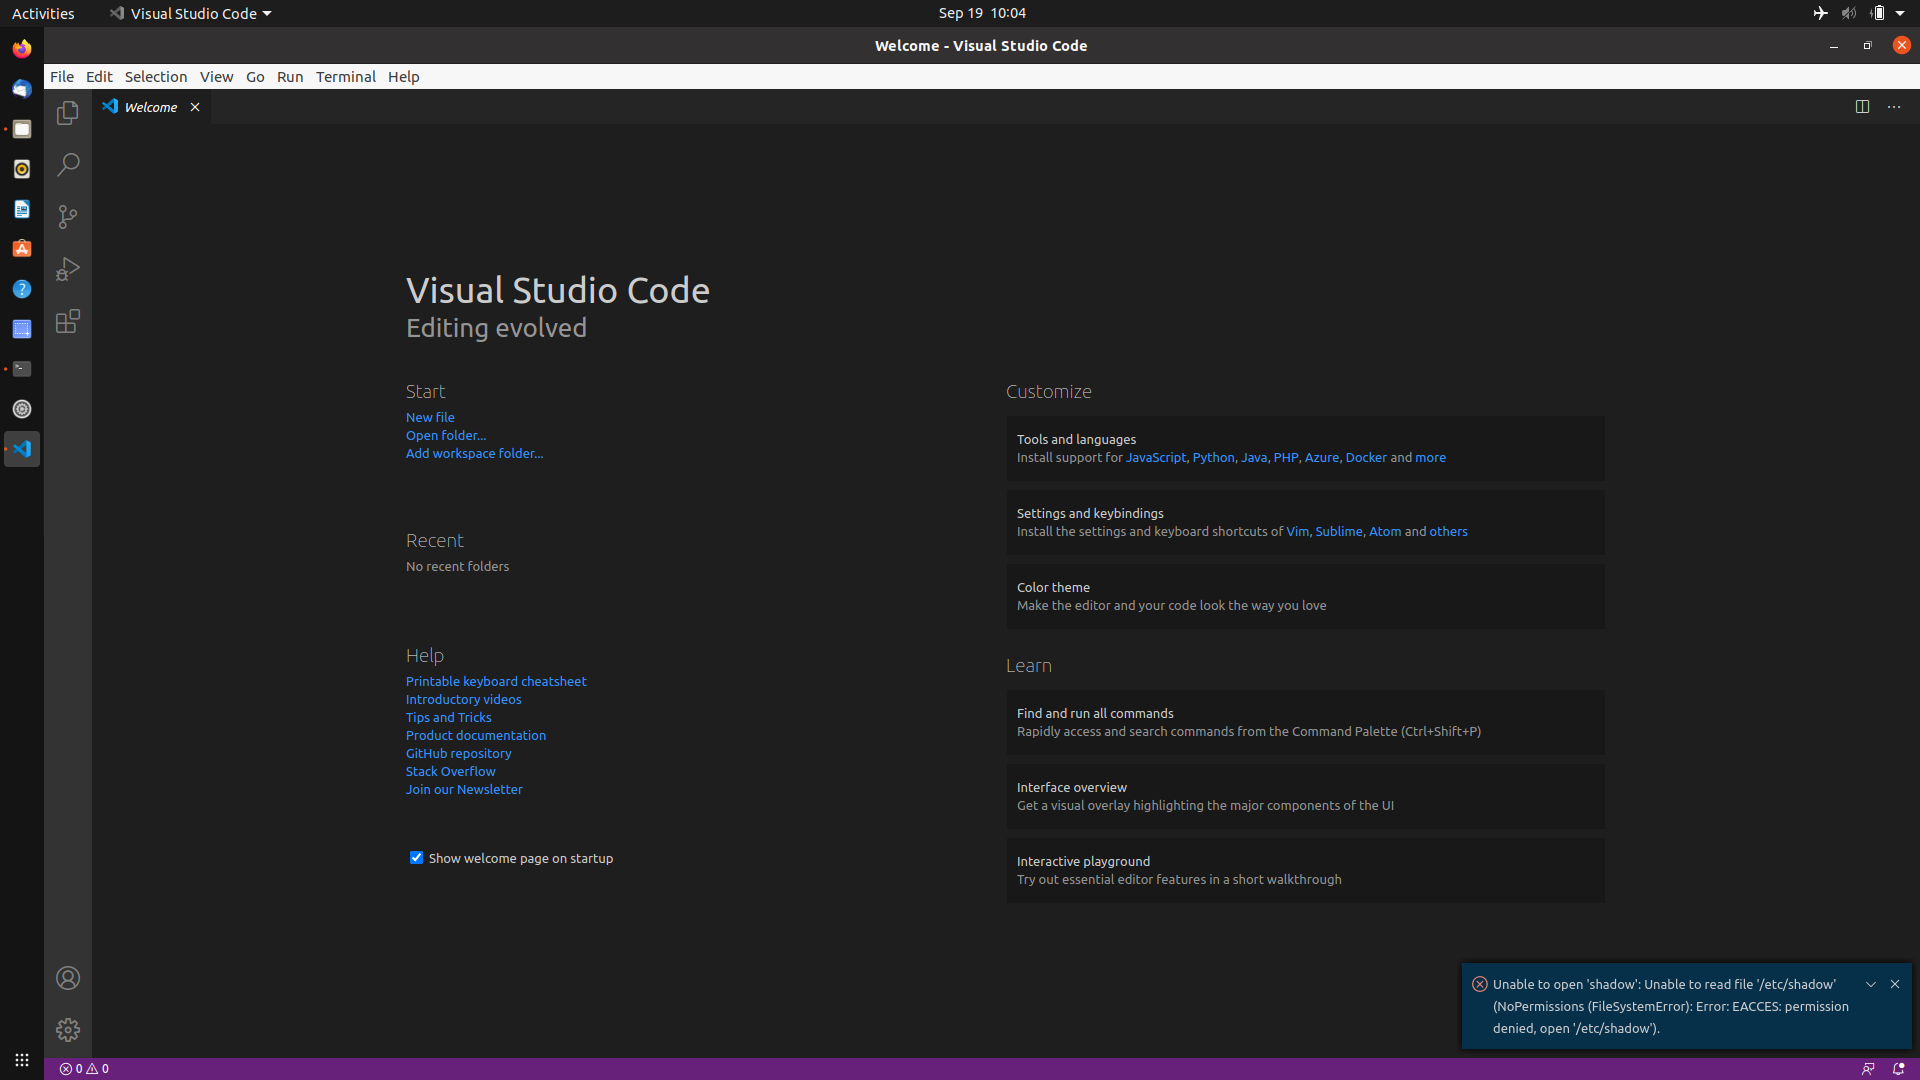 Activities
Visual Studio Code
Sep 19 10:04
Welcome - Visual Studio Code
File Edit Selection View Go Run Terminal Help
Welcome
Visual Studio Code
Editing evolved
Start
New file
Open folder...
Add workspace folder...
Recent
No recent folders
Help
Printable keyboard cheatsheet
Introductory videos
Tips and Tricks
Product documentation
GitHub repository
Stack Overflow
Join our Newsletter
Show welcome page on startup
Customize
Tools and languages
Install support for JavaScript, Python, Java, PHP, Azure, Docker and more
Settings and keybindings
Install the settings and keyboard shortcuts of Vim, Sublime, Atom and others
Color theme
Make the editor and your code look the way you love
Learn
Find and run all commands
Rapidly access and search commands from the Command Palette (Ctrl+Shift+P)
Interface overview
Get a visual overlay highlighting the major components of the UI
Interactive playground
Try out essential editor features in a short walkthrough
Unable to open 'shadow': Unable to read file '/etc/shadow'
(NoPermissions (FileSystemError): Error: EACCES: permission
denied, open '/etc/shadow').
0 0